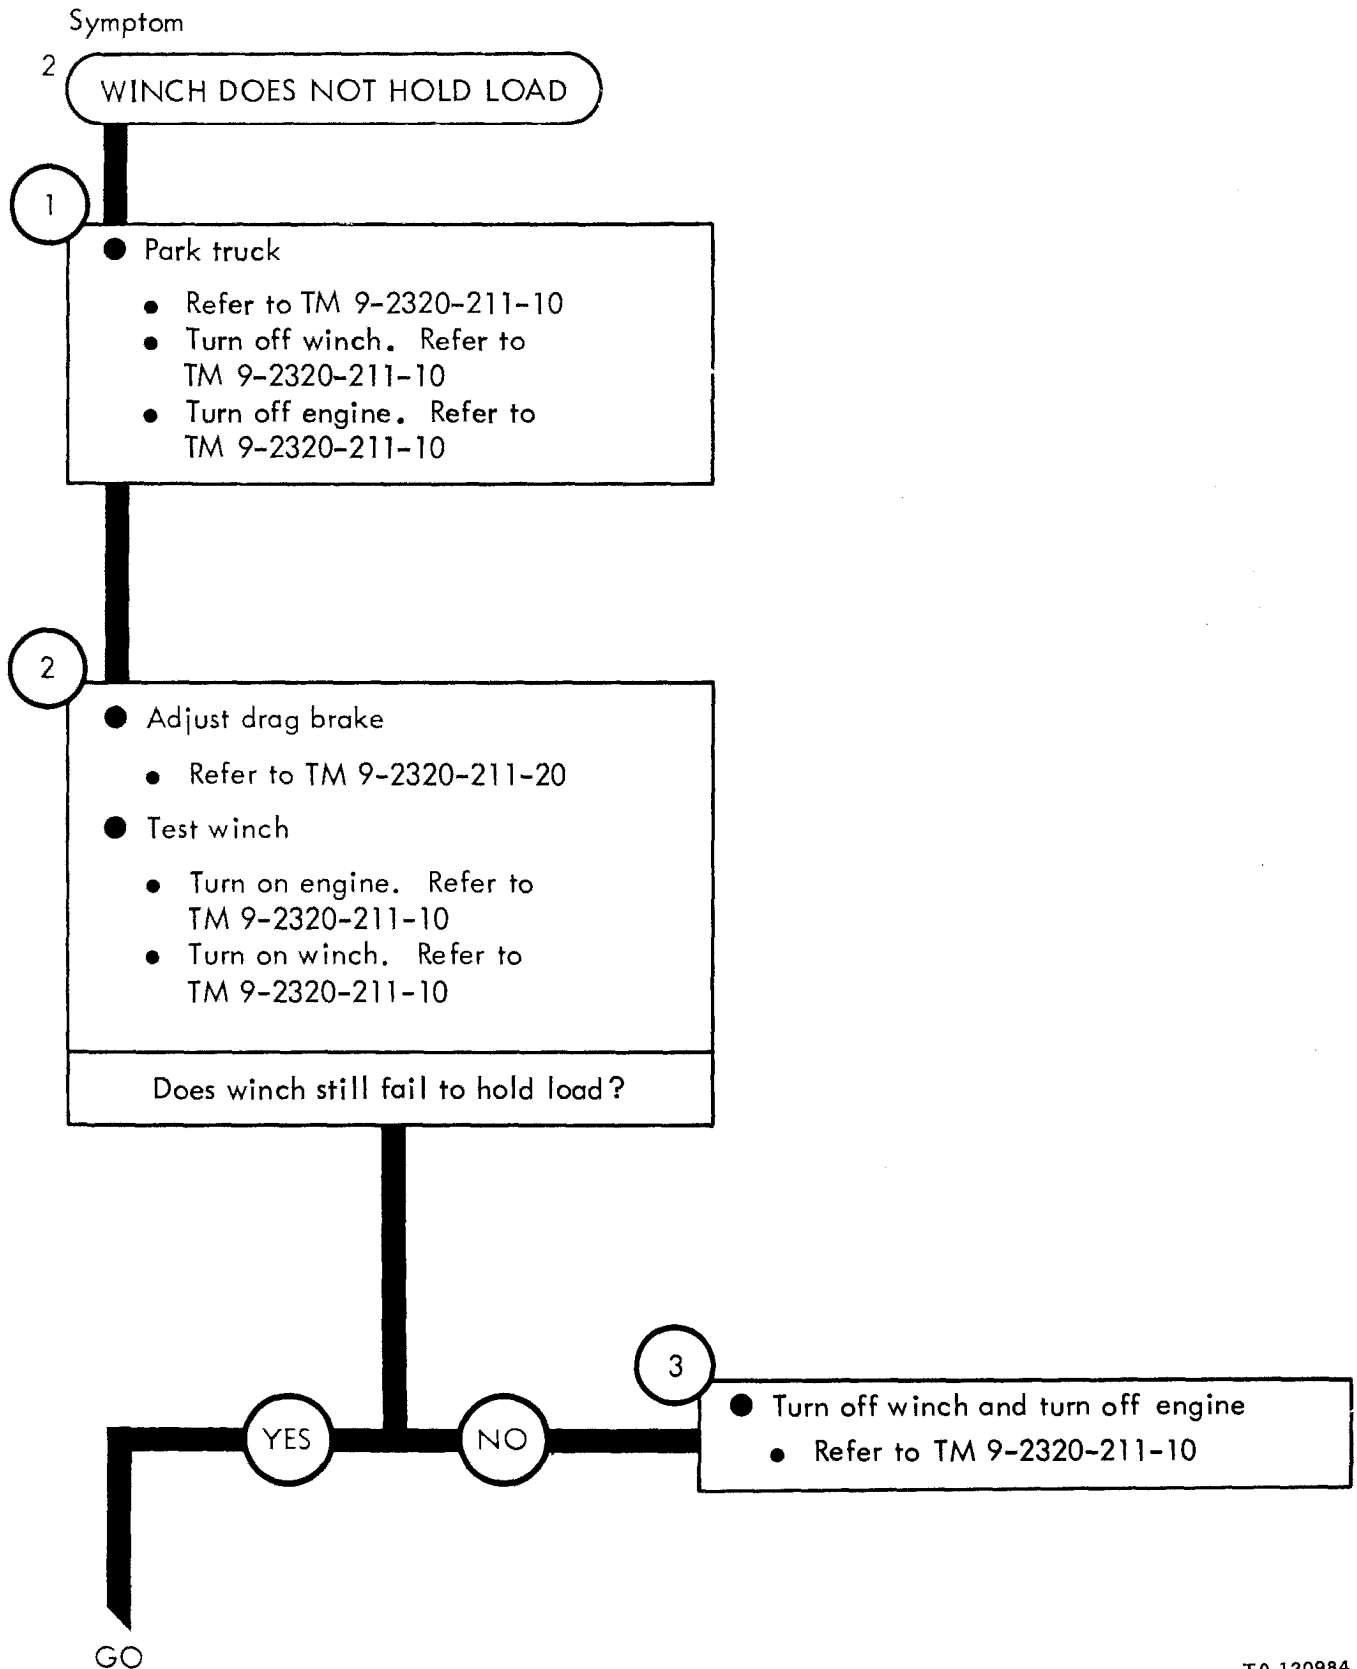 Symptom
2
WINCH DOES NOT HOLD LOAD
1
● Park truck
● Refer to TM 9-2320-211-10
● Turn off winch. Refer to
TM 9-2320-211-10
● Turn off engine. Refer to
TM 9-2320-211-10
2
● Adjust drag brake
● Refer to TM 9-2320-211-20
● Test winch
● Turn on engine. Refer to
TM 9-2320-211-10
● Turn on winch. Refer to
TM 9-2320-211-10
Does winch still fail to hold load?
YES
NO
3
● Turn off winch and turn off engine
● Refer to TM 9-2320-211-10
GO
TA 120984